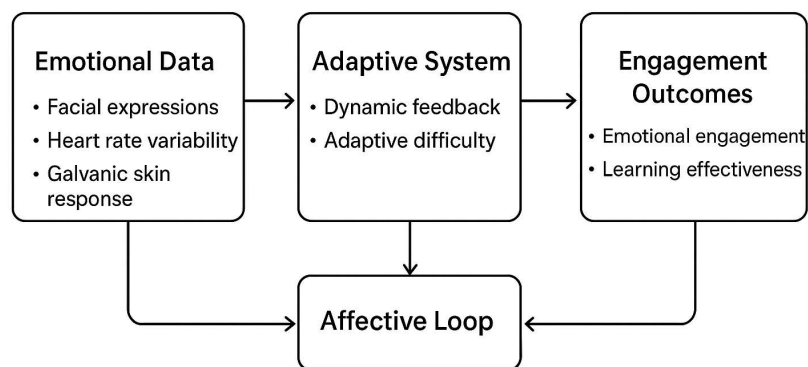 Emotional Data
• Facial expressions
• Heart rate variability
• Galvanic skin
response
Adaptive System
• Dynamic feedback
• Adaptive difficulty
Engagement
Outcomes
• Emotional engagement
• Learning effectiveness
Affective Loop